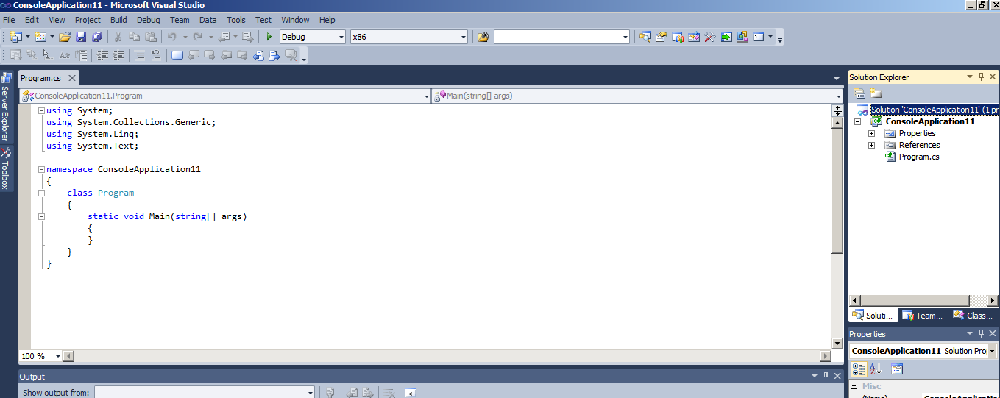 ConsoleApplication11 - Microsoft Visual Studio
File Edit View Project Build Debug Team Data Tools Test Window Help
Debug x86
Program.cs
Server Explorer
Toolbox
ConsoleApplication11.Program Main(string[] args)
using System;
using System.Collections.Generic;
using System.Linq;
using System.Text;
namespace ConsoleApplication11
{
class Program
{
static void Main(string[] args)
{
}
}
}
100 %
Output
Show output from:
Solution Explorer
Solution 'ConsoleApplication11' (1 pr
ConsoleApplication11
Properties
References
Program.cs
Soluti... Team... Class...
Properties
ConsoleApplication11 Solution Pro
Misc
(Name) ConsoleApplicatio